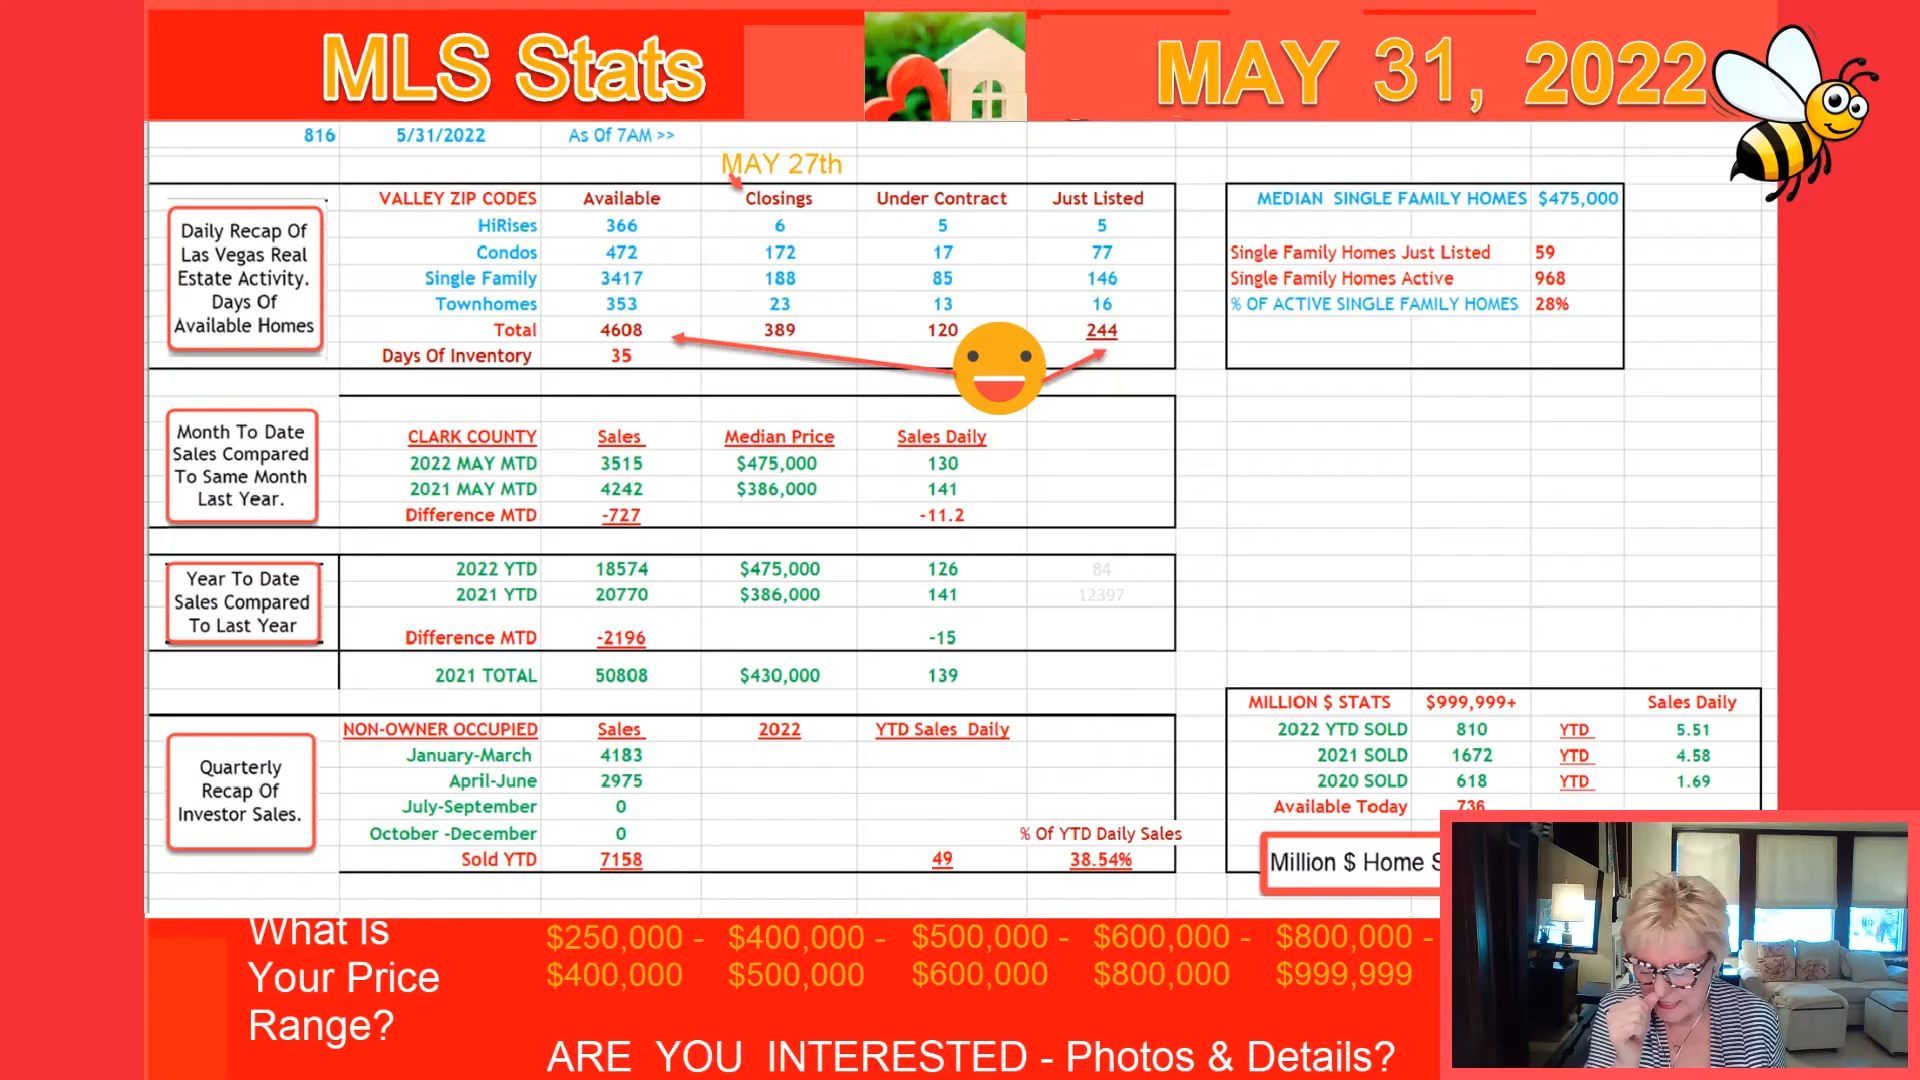 MLS Stats
MAY 31, 2022
816 5/31/2022 As Of 7AM >>
MAY 27th
VALLEY ZIP CODES Available Closings Under Contract Just Listed
HiRises 366 6 5 5
Condos 472 172 17 77
Single Family 3417 188 85 146
Townhomes 353 23 13 16
Total 4608 389 120 244
Days Of Inventory 35
Daily Recap Of
Las Vegas Real
Estate Activity.
Days Of
Available Homes
MEDIAN SINGLE FAMILY HOMES $475,000
Single Family Homes Just Listed 59
Single Family Homes Active 968
% OF ACTIVE SINGLE FAMILY HOMES 28%
Month To Date
Sales Compared
To Same Month
Last Year.
CLARK COUNTY Sales Median Price Sales Daily
2022 MAY MTD 3515 $475,000 130
2021 MAY MTD 4242 $386,000 141
Difference MTD -727 -11.2
Year To Date
Sales Compared
To Last Year
2022 YTD 18574 $475,000 126 84
2021 YTD 20770 $386,000 141 12397
Difference MTD -2196 -15
2021 TOTAL 50808 $430,000 139
Quarterly
Recap Of
Investor Sales.
NON-OWNER OCCUPIED Sales 2022 YTD Sales Daily
January-March 4183
April-June 2975
July-September 0
October -December 0 % Of YTD Daily Sales
Sold YTD 7158 49 38.54%
MILLION $ STATS $999,999+ Sales Daily
2022 YTD SOLD 810 YTD 5.51
2021 SOLD 1672 YTD 4.58
2020 SOLD 618 YTD 1.69
Available Today 736
Million $ Home S
What Is
Your Price
Range?
$250,000 - $400,000 - $500,000 - $600,000 - $800,000 -
$400,000 $500,000 $600,000 $800,000 $999,999
ARE YOU INTERESTED - Photos & Details?